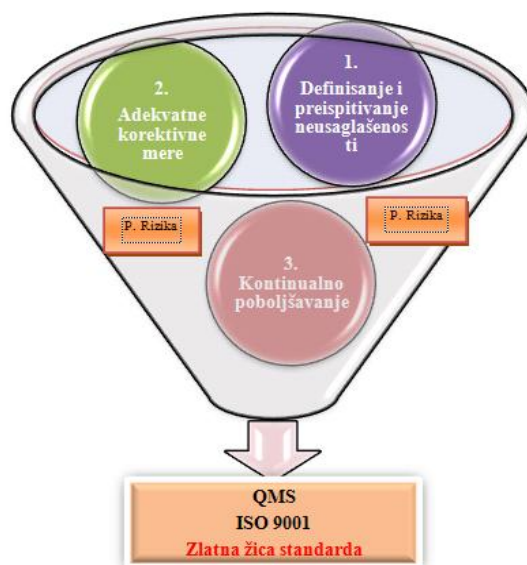 1.
Definisanje i
preispitivanje
neusaglašenos
ti
2.
Adekvatne
korektivne
mere
P. Rizika
P. Rizika
3.
Kontinualno
poboljšavanje
QMS
ISO 9001
Zlatna žica standarda